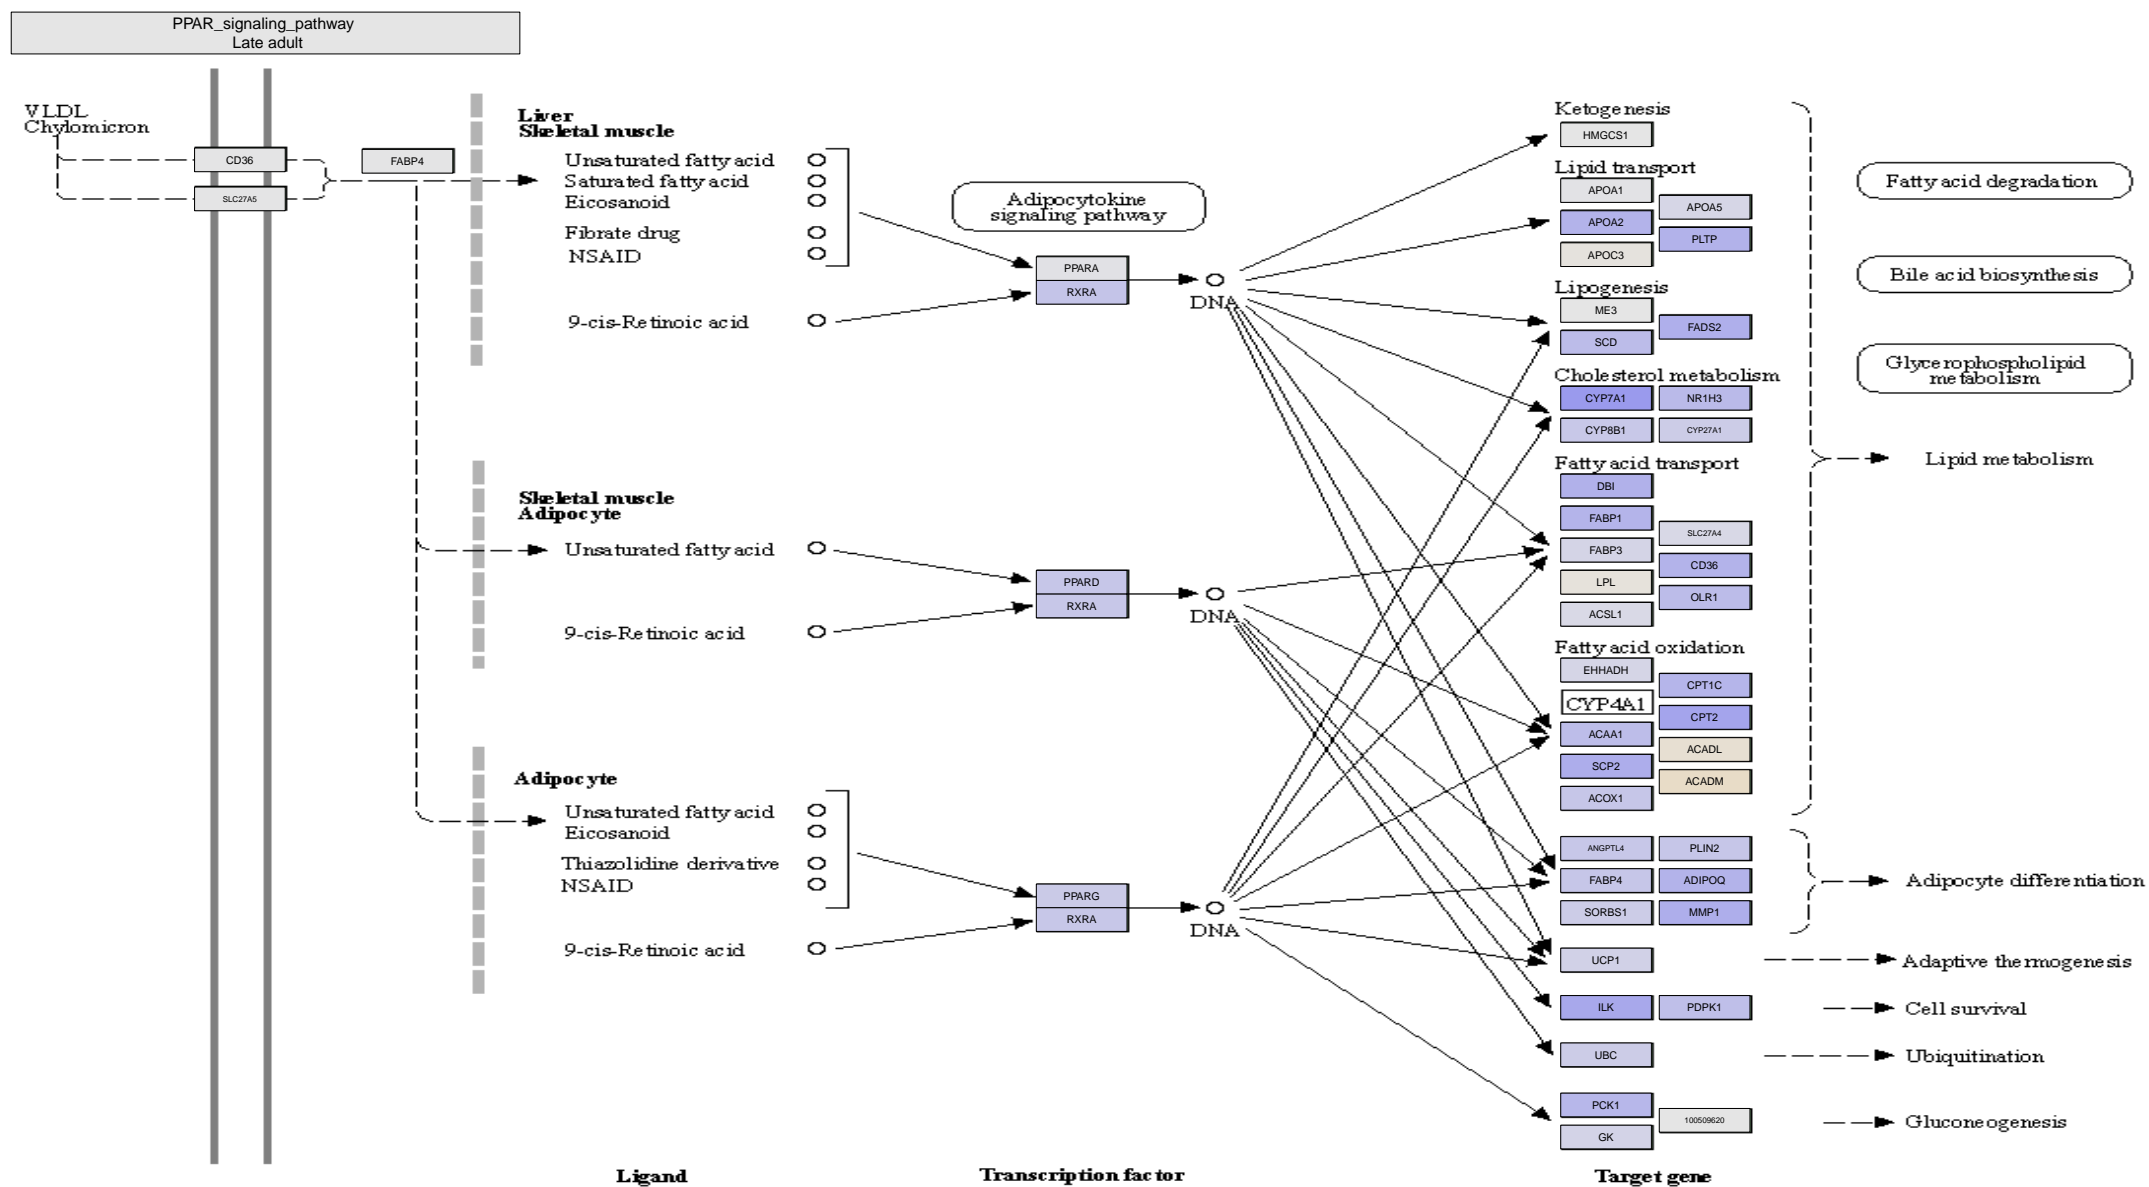 PPAR_signaling_pathway
Late adult
VLDL
Chylomicron
CD36
SLC27A5
FABP4
Liver
Skeletal muscle
Unsaturated fatty acid
Saturated fatty acid
Eicosanoid
Fibrate drug
NSAID
9-cis-Retinoic acid
Adipocytokine
signaling pathway
PPARA
RXRA
DNA
Skeletal muscle
Adipocyte
Unsaturated fatty acid
9-cis-Retinoic acid
PPARD
RXRA
DNA
Adipocyte
Unsaturated fatty acid
Eicosanoid
Thiazolidine derivative
NSAID
9-cis-Retinoic acid
PPARG
RXRA
DNA
Ketogenesis
HMGCS1
Lipid transport
APOA1
APOA5
APOA2
PLTP
APOC3
Lipogenesis
ME3
FADS2
SCD
Cholesterol metabolism
CYP7A1
NR1H3
CYP8B1
CYP27A1
Fatty acid transport
DBI
FABP1
SLC27A4
FABP3
CD36
LPL
OLR1
ACSL1
Fatty acid oxidation
EHHADH
CPT1C
CYP4A1
CPT2
ACAA1
ACADL
SCP2
ACADM
ACOX1
ANGPTL4
PLIN2
FABP4
ADIPOQ
SORBS1
MMP1
UCP1
ILK
PDPK1
UBC
PCK1
100509620
GK
Fatty acid degradation
Bile acid biosynthesis
Glycerophospholipid
metabolism
Lipid metabolism
Adipocyte differentiation
Adaptive thermogenesis
Cell survival
Ubiquitination
Gluconeogenesis
Ligand
Transcription factor
Target gene